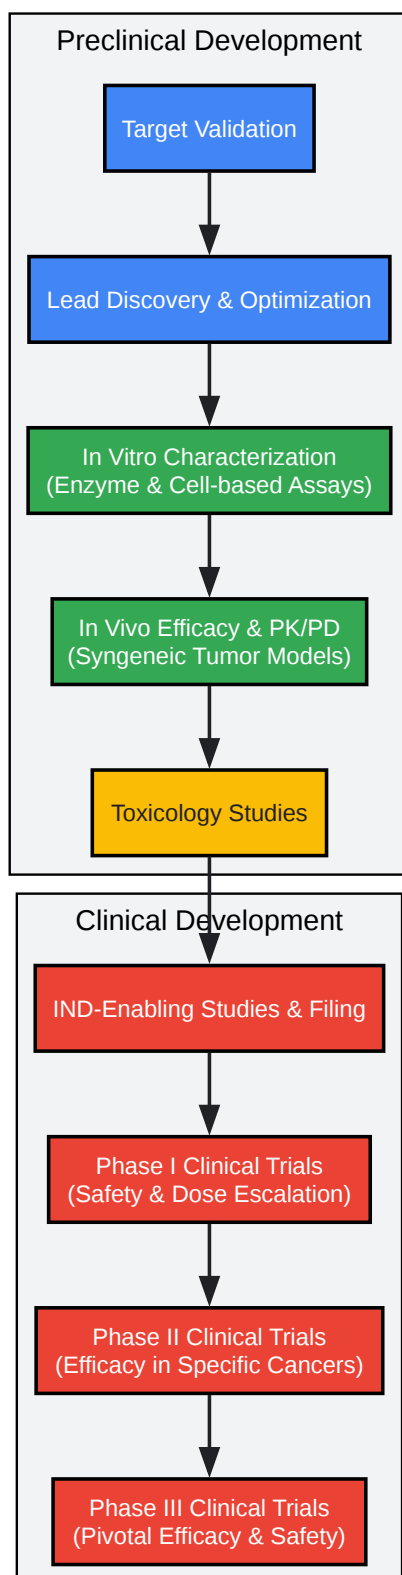 Preclinical Development
Target Validation
Lead Discovery & Optimization
In Vitro Characterization
(Enzyme & Cell-based Assays)
In Vivo Efficacy & PK/PD
(Syngeneic Tumor Models)
Toxicology Studies
Clinical Development
IND-Enabling Studies & Filing
Phase I Clinical Trials
(Safety & Dose Escalation)
Phase II Clinical Trials
(Efficacy in Specific Cancers)
Phase III Clinical Trials
(Pivotal Efficacy & Safety)